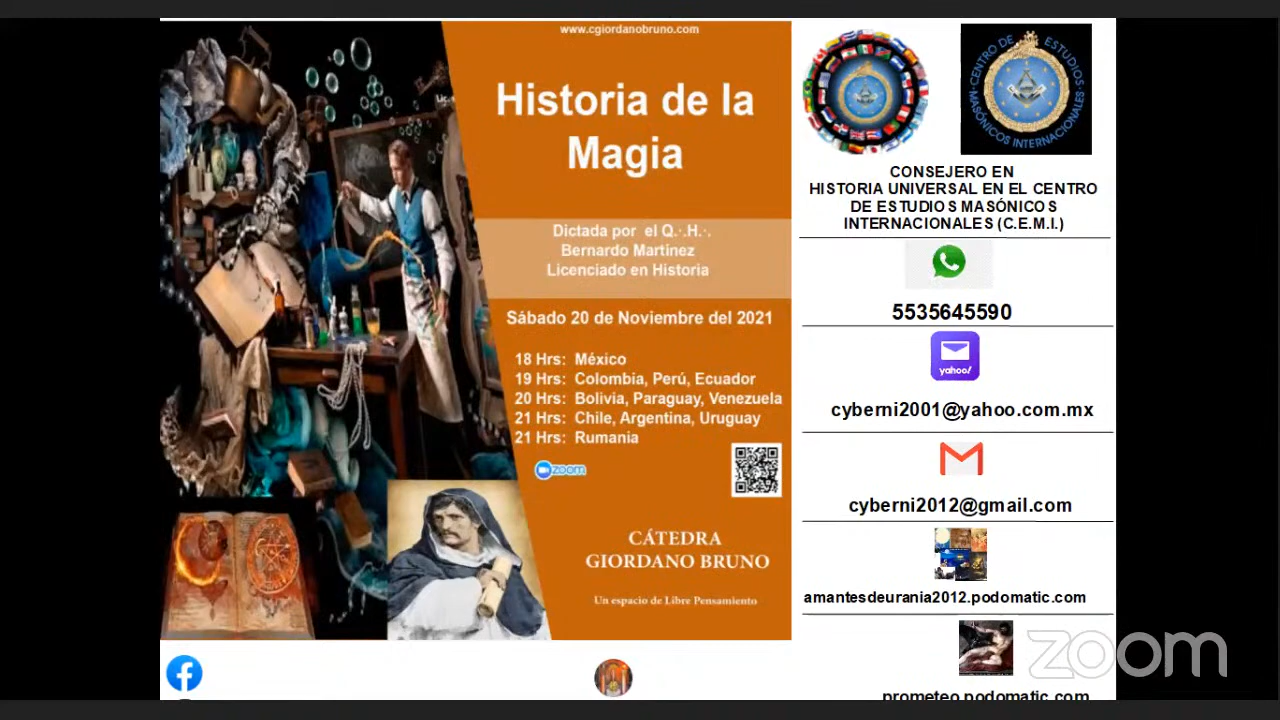 www.cgiordanobruno.com
Historia de la
Magia
Dictada por el Q∴H∴
Bernardo Martínez
Licenciado en Historia
Sábado 20 de Noviembre del 2021
18 Hrs: México
19 Hrs: Colombia, Perú, Ecuador
20 Hrs: Bolivia, Paraguay, Venezuela
21 Hrs: Chile, Argentina, Uruguay
21 Hrs: Rumania
zoom
CÁTEDRA
GIORDANO BRUNO
Un espacio de Libre Pensamiento
CENTRO DE ESTUDIOS
MASÓNICOS INTERNACIONALES
CONSEJERO EN
HISTORIA UNIVERSAL EN EL CENTRO
DE ESTUDIOS MASÓNICOS
INTERNACIONALES (C.E.M.I.)
5535645590
yahoo!
cyberni2001@yahoo.com.mx
cyberni2012@gmail.com
amantesdeurania2012.podomatic.com
prometeo.podomatic.com
zoom